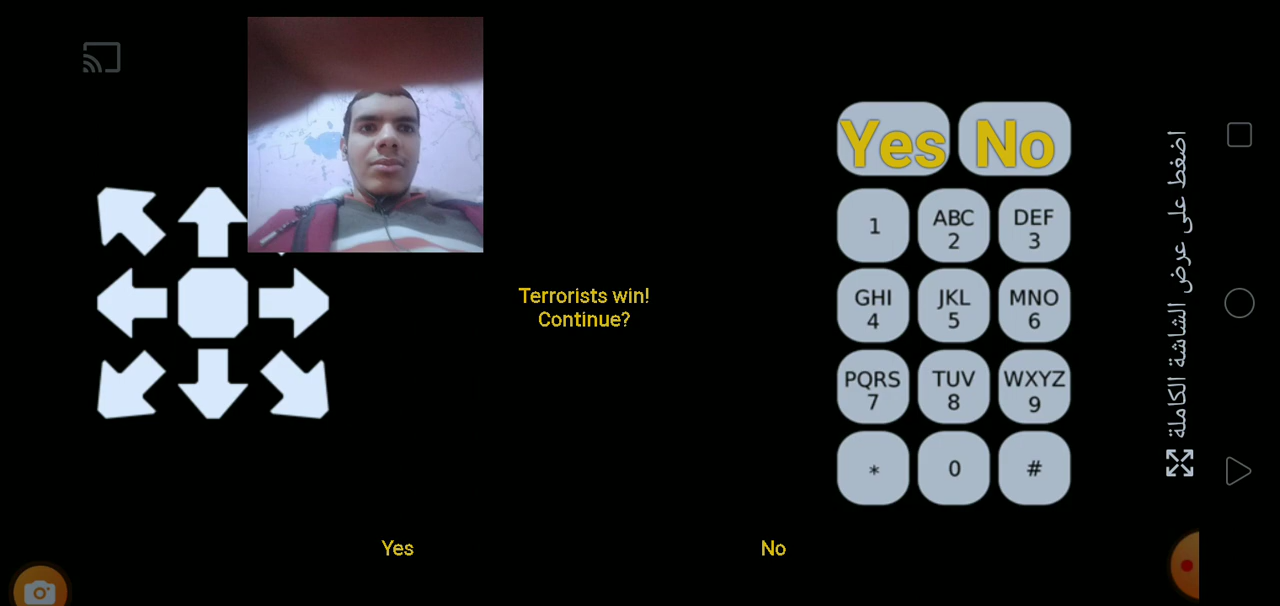 Terrorists win!
Continue?
Yes
No
Yes
No
1
ABC
2
DEF
3
GHI
4
JKL
5
MNO
6
PQRS
7
TUV
8
WXYZ
9
*
0
#
اضغط على عرض الشاشة الكاملة